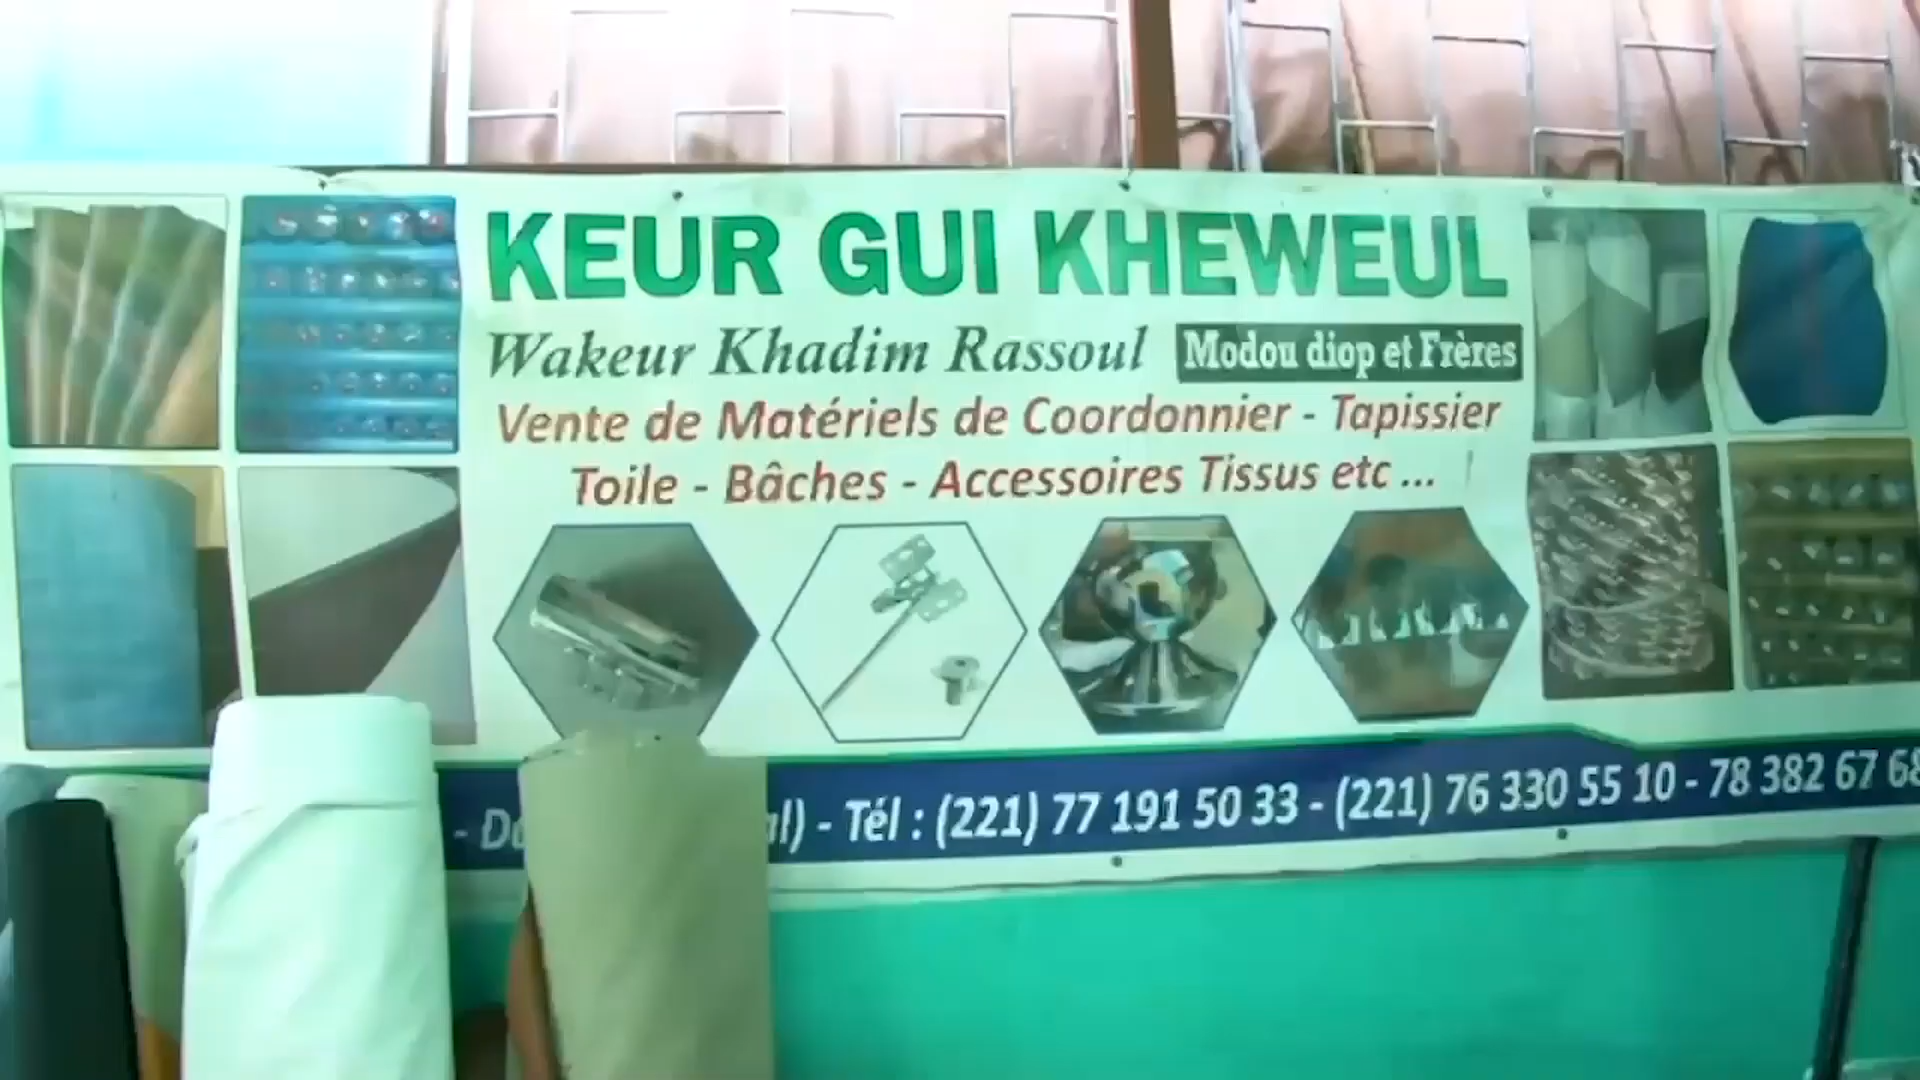 KEUR GUI KHEWEUL
Wakeur Khadim Rassoul Modou diop et Frères
Vente de Matériels de Coordonnier - Tapissier
Toile - Bâches - Accessoires Tissus etc ...
- Tél : (221) 77 191 50 33 - (221) 76 330 55 10 - 78 382 67 68